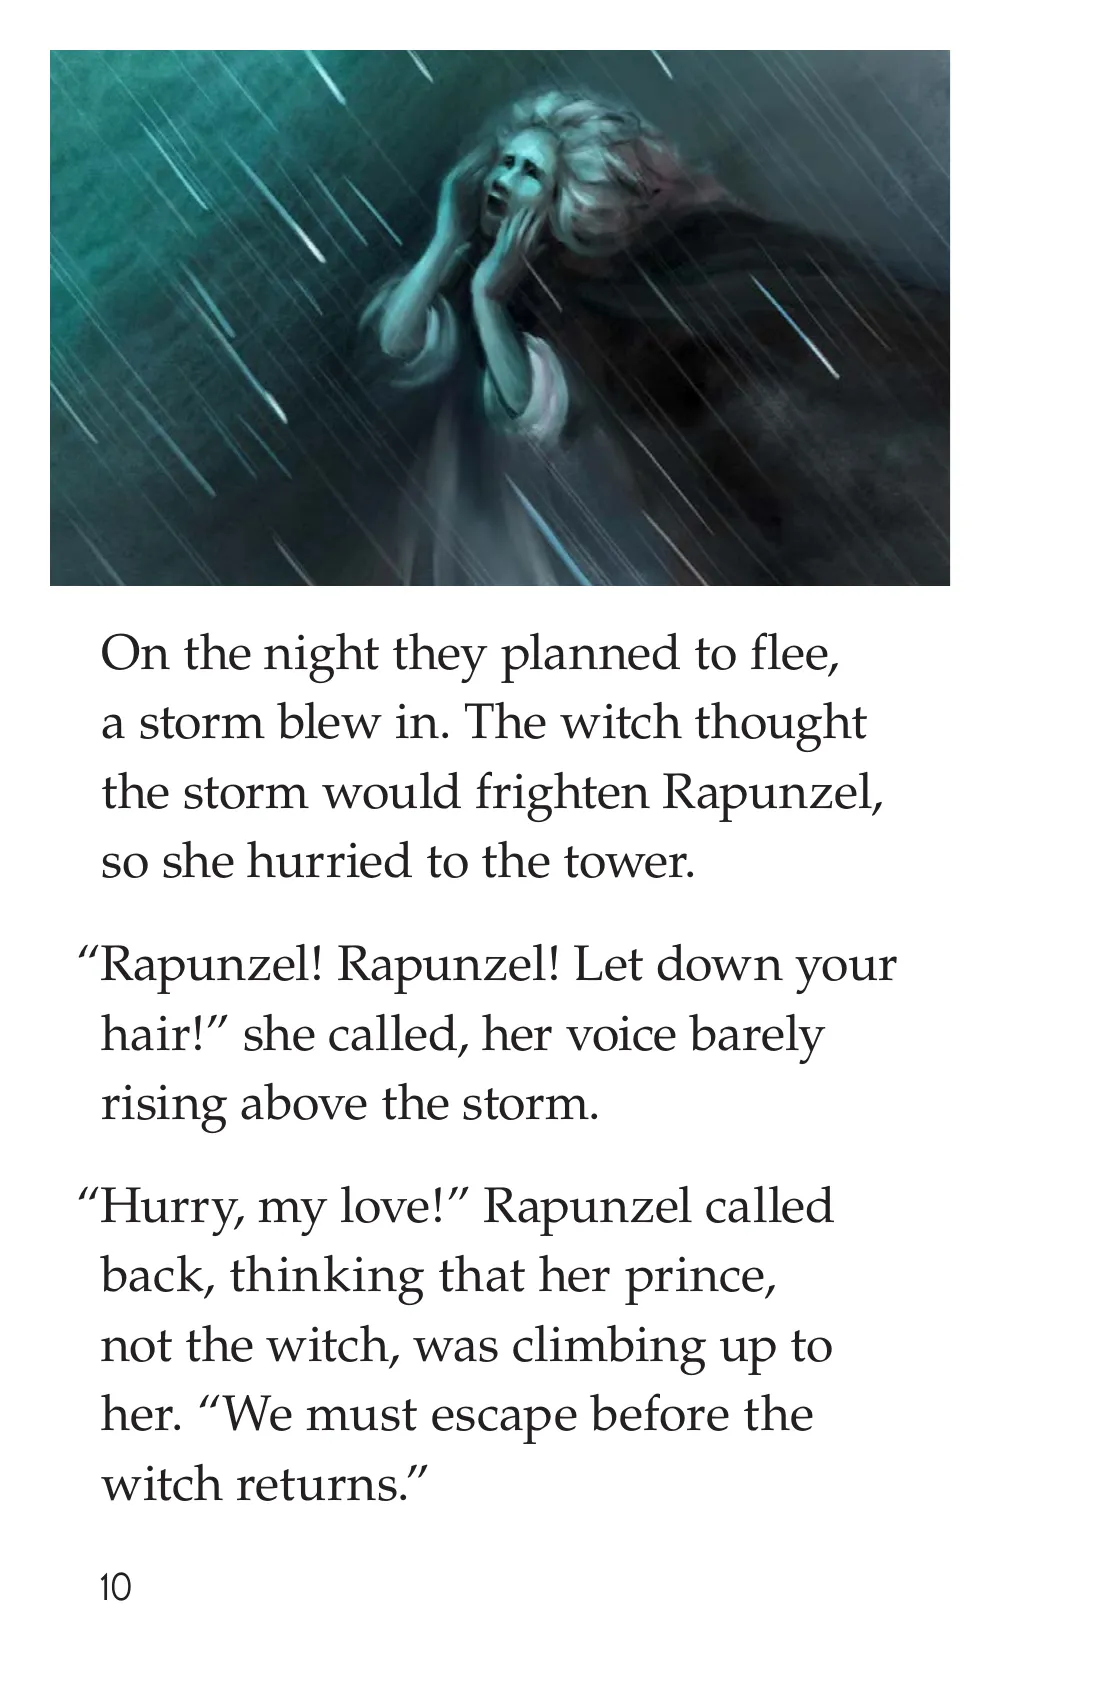 On the night they planned to flee,
a storm blew in. The witch thought
the storm would frighten Rapunzel,
so she hurried to the tower.
“Rapunzel! Rapunzel! Let down your
hair!” she called, her voice barely
rising above the storm.
“Hurry, my love!” Rapunzel called
back, thinking that her prince,
not the witch, was climbing up to
her. “We must escape before the
witch returns.”
10